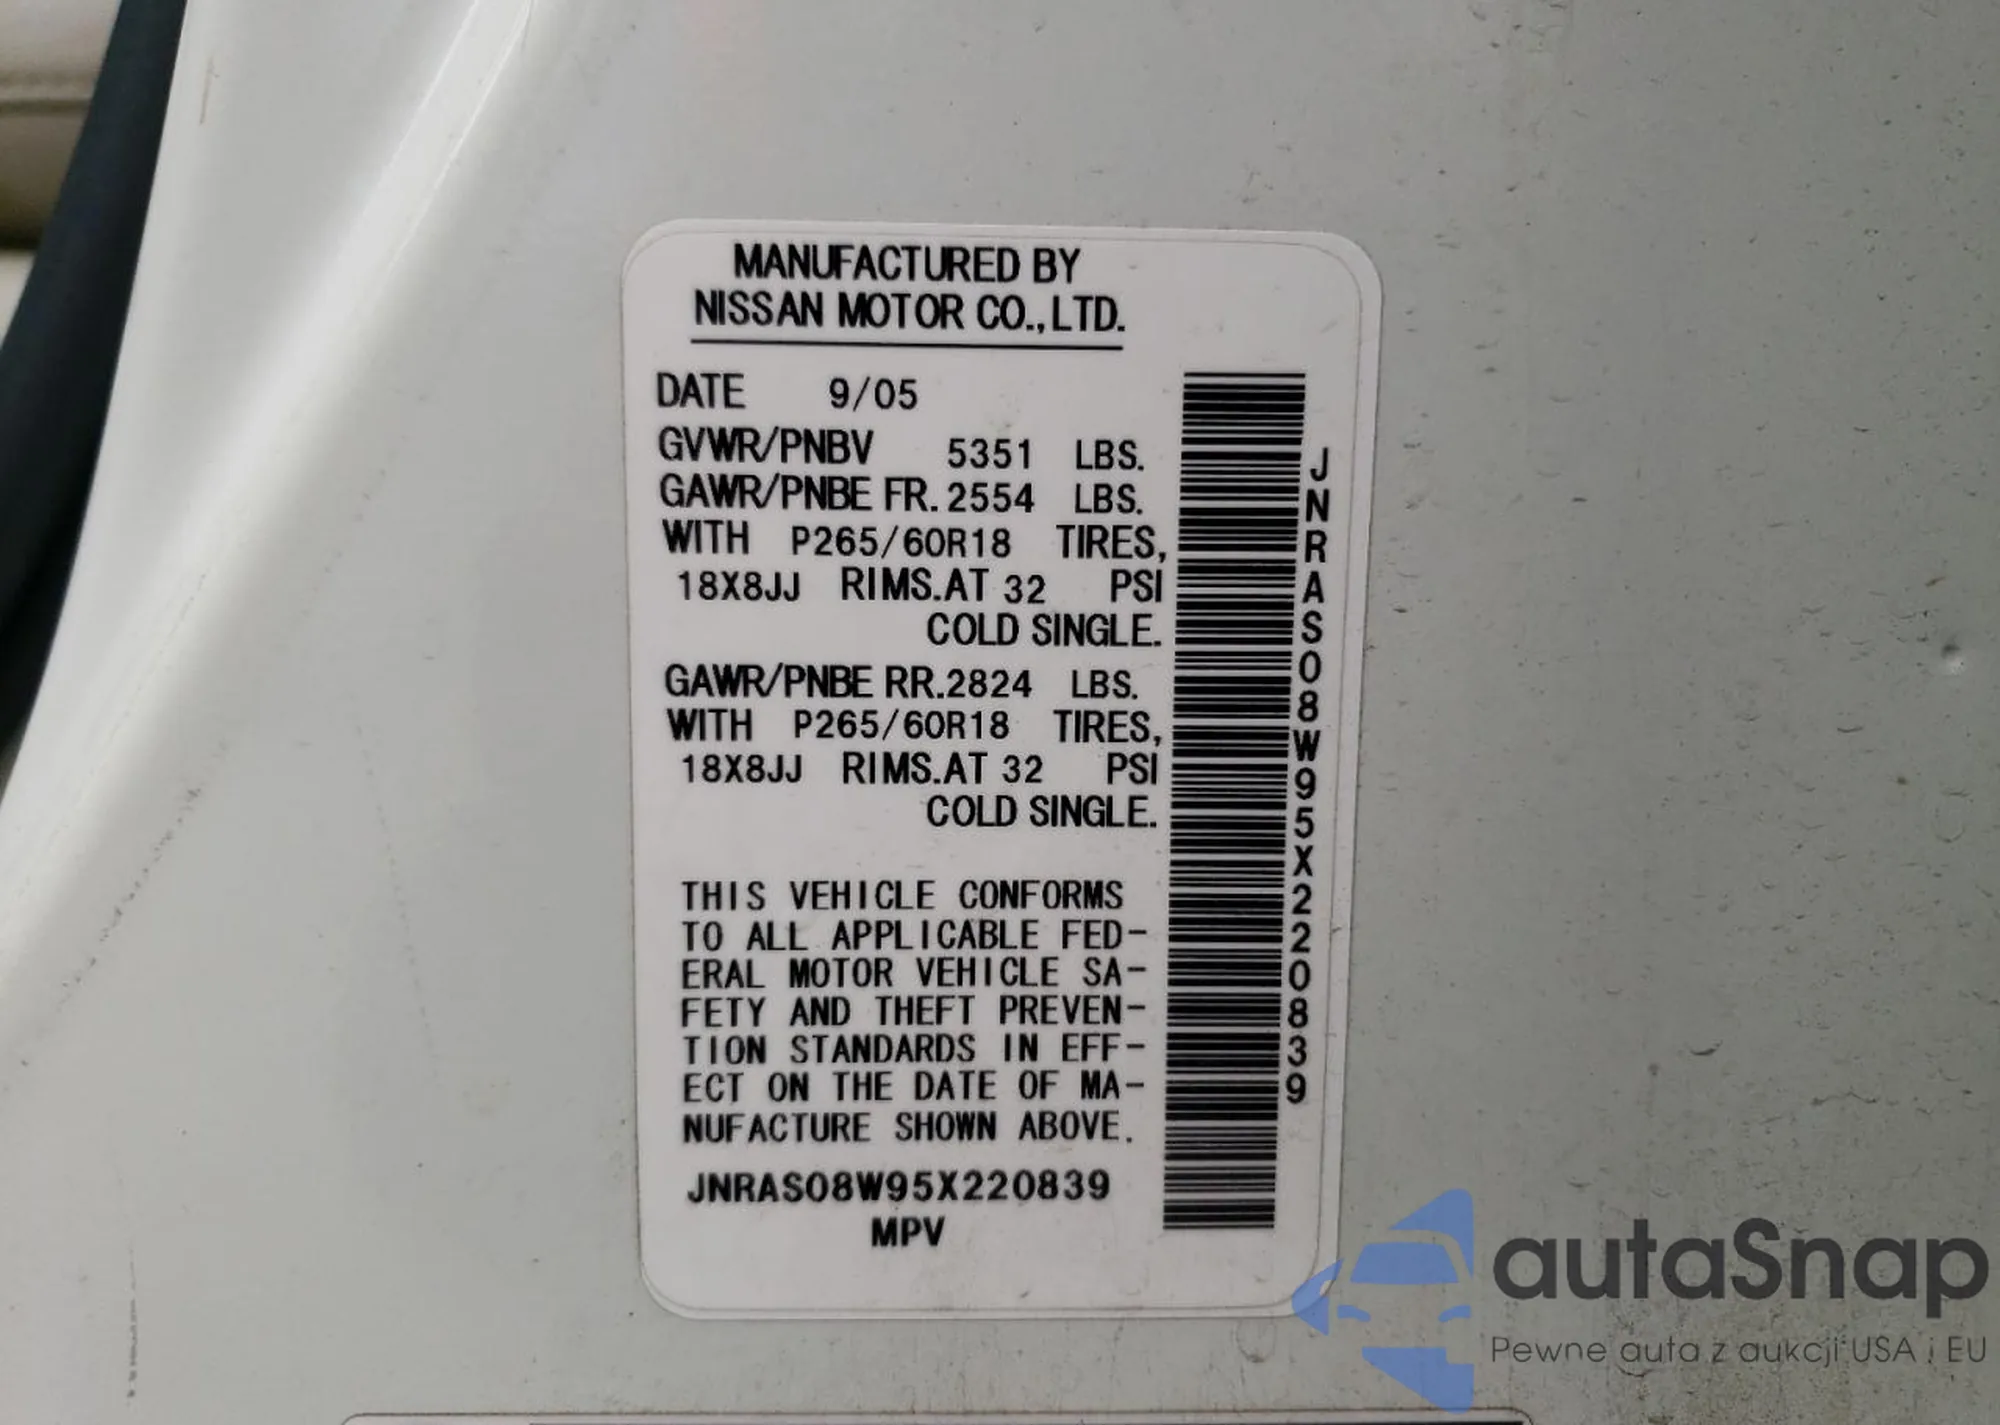 MANUFACTURED BY
NISSAN MOTOR CO.,LTD.
DATE 9/05
GVWR/PNBV 5351 LBS.
GAWR/PNBE FR. 2554 LBS.
WITH P265/60R18 TIRES,
18X8JJ RIMS.AT 32 PSI
COLD SINGLE.
GAWR/PNBE RR. 2824 LBS.
WITH P265/60R18 TIRES,
18X8JJ RIMS.AT 32 PSI
COLD SINGLE.
THIS VEHICLE CONFORMS
TO ALL APPLICABLE FED-
ERAL MOTOR VEHICLE SA-
FETY AND THEFT PREVEN-
TION STANDARDS IN EFF-
ECT ON THE DATE OF MA-
NUFACTURE SHOWN ABOVE.
JNRAS08W95X220839
MPV
JNRAS08W95X220839
autaSnap
Pewne auta z aukcji USA i EU